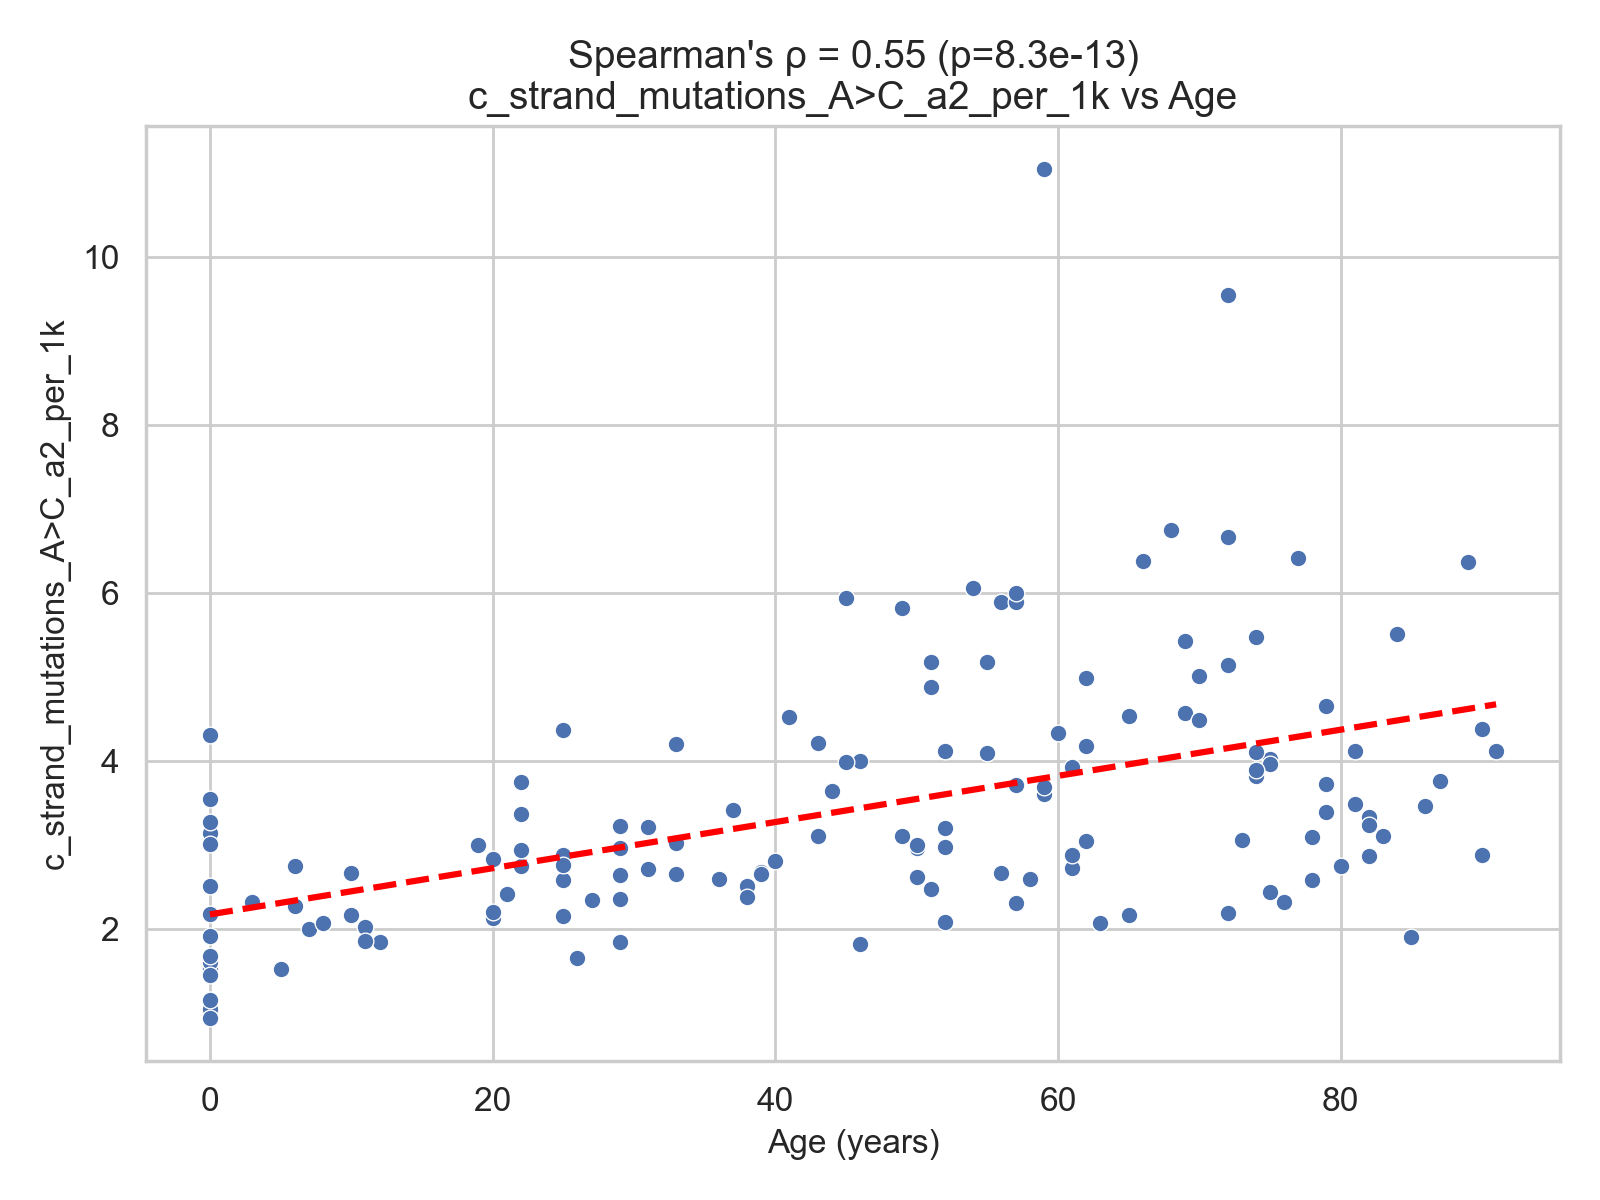 Spearman's ρ = 0.55 (p=8.3e-13)
c_strand_mutations_A>C_a2_per_1k vs Age
c_strand_mutations_A>C_a2_per_1k
10
8
6
4
2
0 20 40 60 80
Age (years)